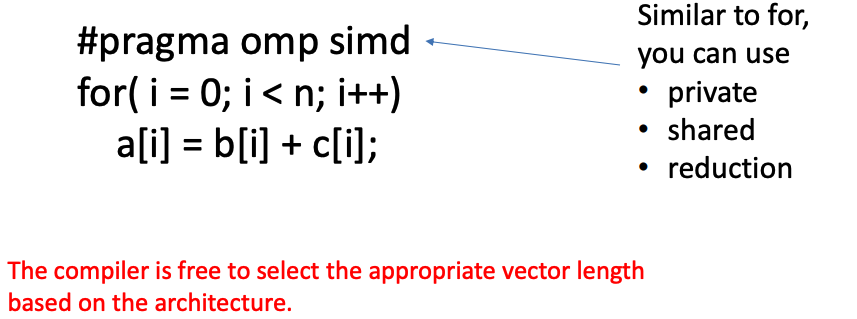 #pragma omp simd
for( i = 0; i < n; i++)
a[i] = b[i] + c[i];
Similar to for,
you can use
• private
• shared
• reduction
The compiler is free to select the appropriate vector length
based on the architecture.